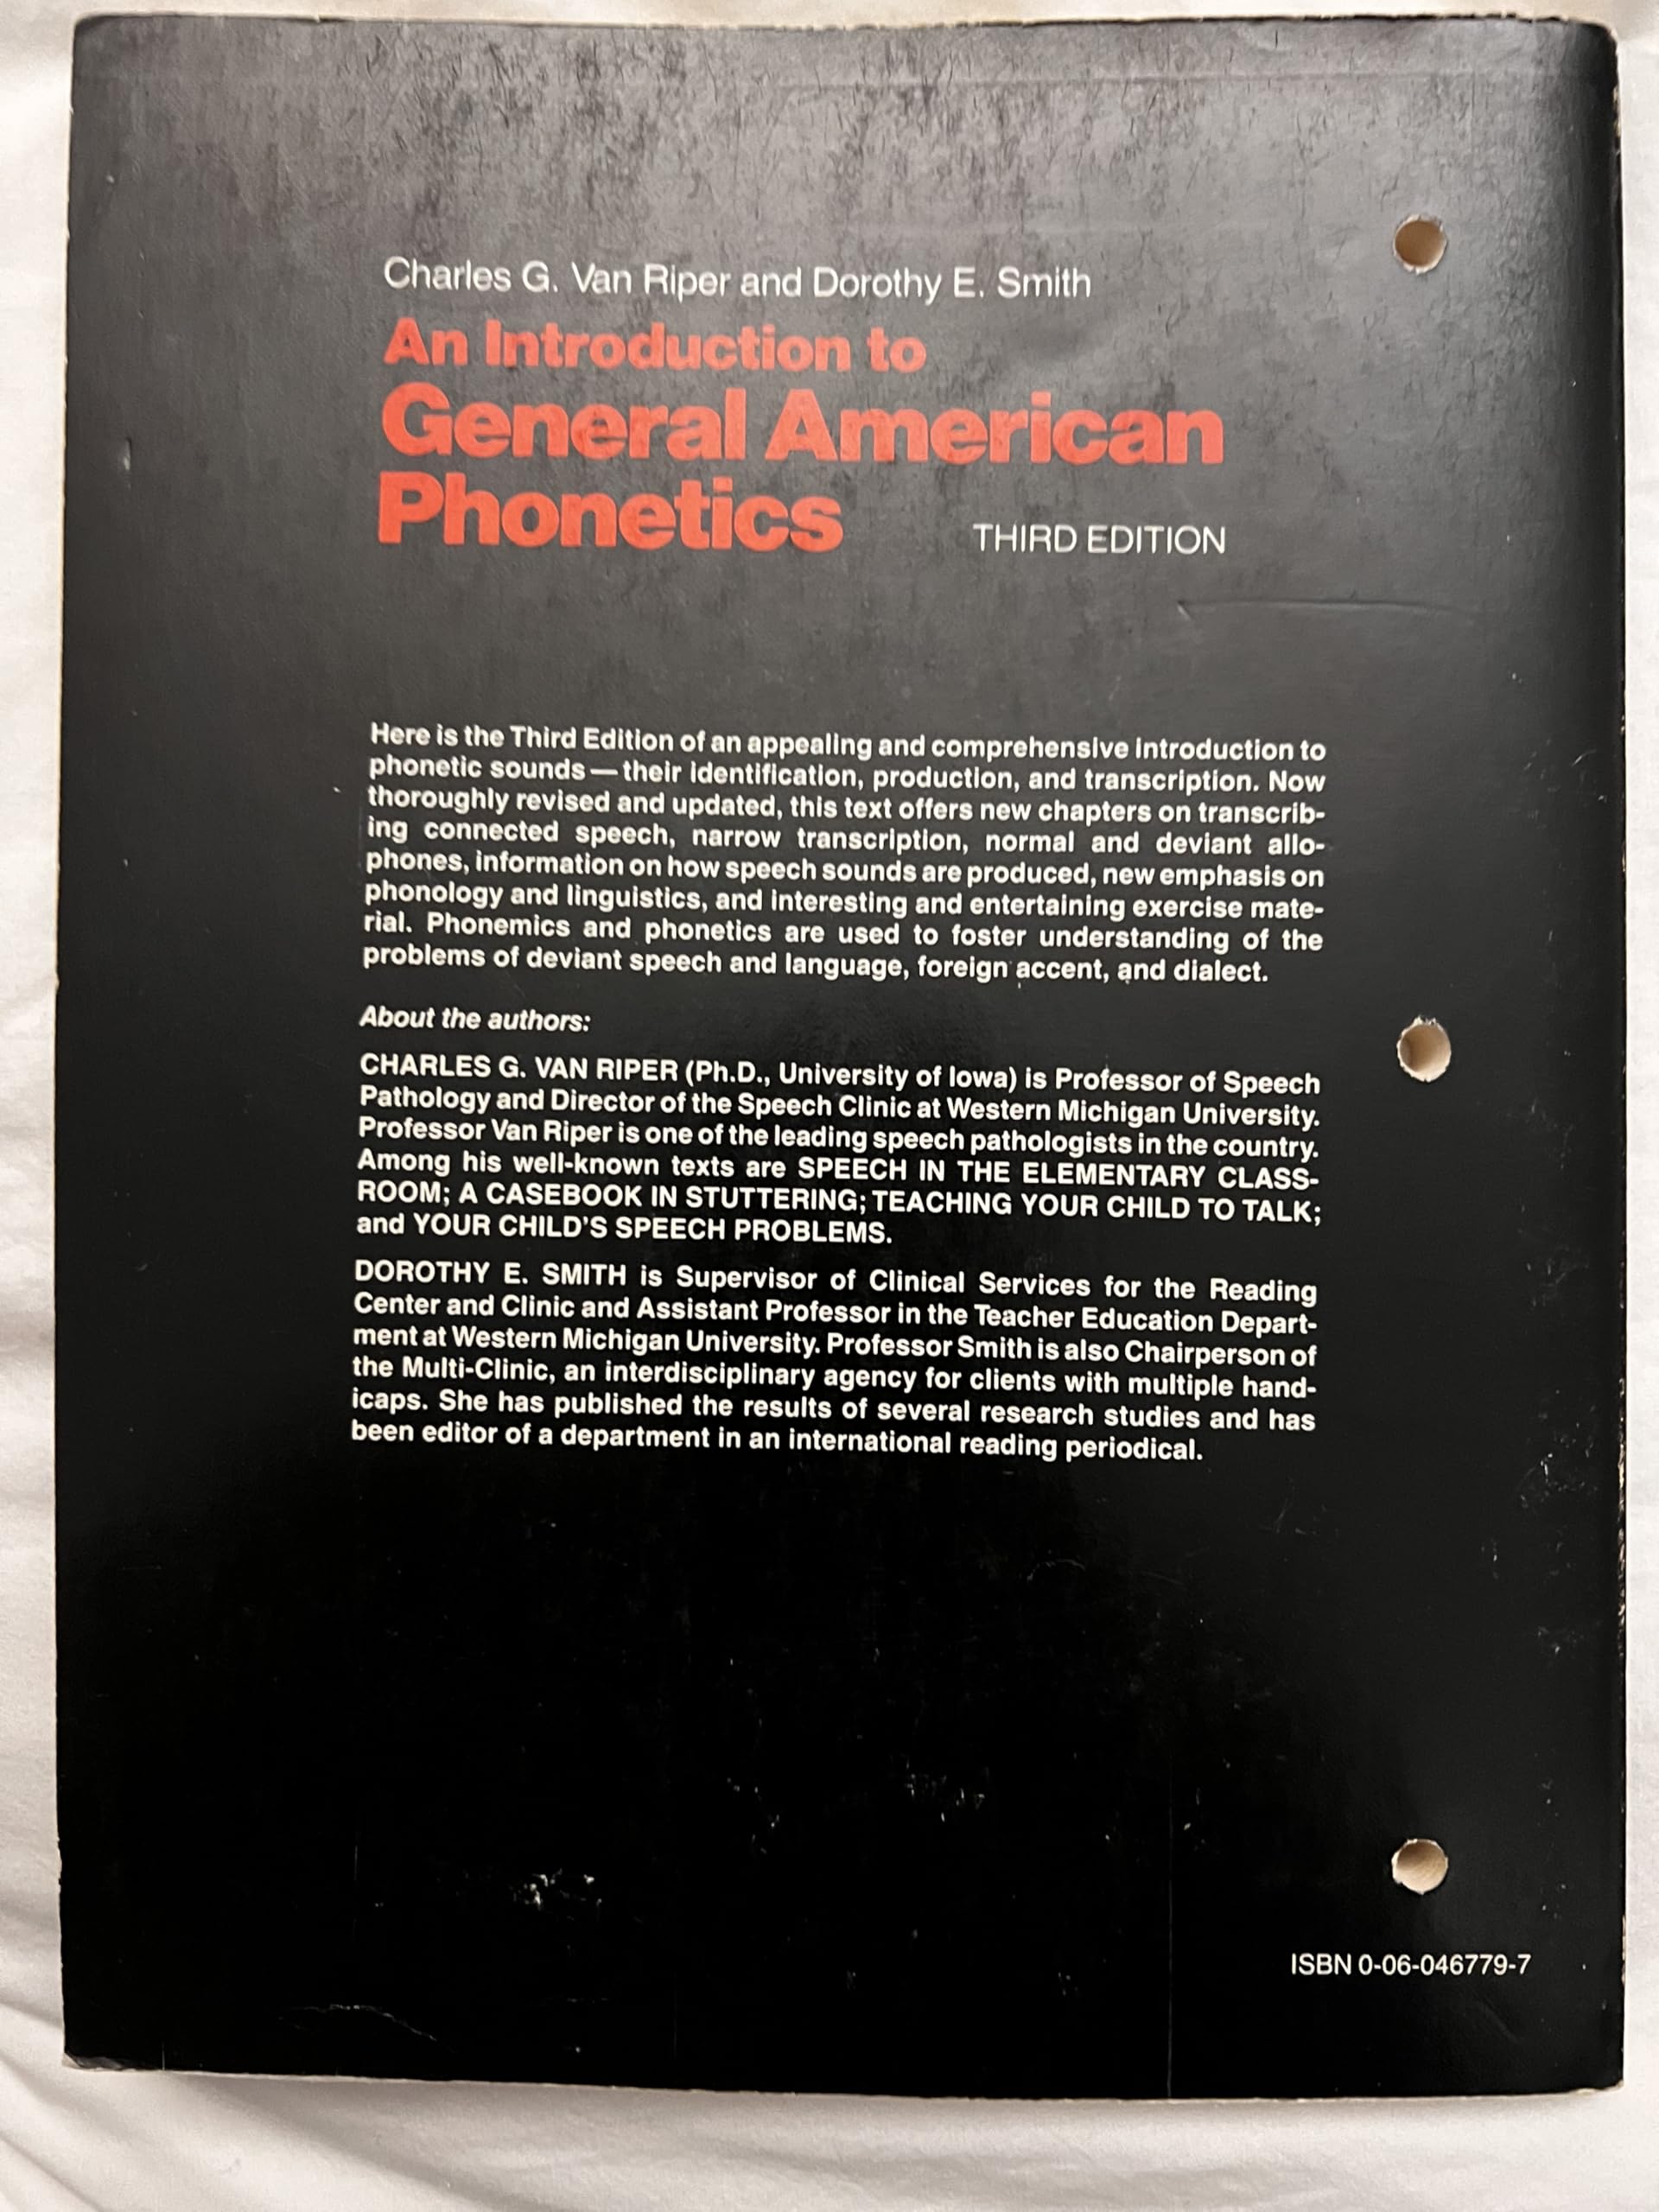 Charles G. Van Riper and Dorothy E. Smith
An Introduction to
General American
Phonetics
THIRD EDITION
Here is the Third Edition of an appealing and comprehensive introduction to
phonetic sounds — their identification, production, and transcription. Now
thoroughly revised and updated, this text offers new chapters on transcrib-
ing connected speech, narrow transcription, normal and deviant allo-
phones, information on how speech sounds are produced, new emphasis on
phonology and linguistics, and interesting and entertaining exercise mate-
rial. Phonemics and phonetics are used to foster understanding of the
problems of deviant speech and language, foreign accent, and dialect.
About the authors:
CHARLES G. VAN RIPER (Ph.D., University of Iowa) is Professor of Speech
Pathology and Director of the Speech Clinic at Western Michigan University.
Professor Van Riper is one of the leading speech pathologists in the country.
Among his well-known texts are SPEECH IN THE ELEMENTARY CLASS-
ROOM; A CASEBOOK IN STUTTERING; TEACHING YOUR CHILD TO TALK;
and YOUR CHILD'S SPEECH PROBLEMS.
DOROTHY E. SMITH is Supervisor of Clinical Services for the Reading
Center and Clinic and Assistant Professor in the Teacher Education Depart-
ment at Western Michigan University. Professor Smith is also Chairperson of
the Multi-Clinic, an interdisciplinary agency for clients with multiple hand-
icaps. She has published the results of several research studies and has
been editor of a department in an international reading periodical.
ISBN 0-06-046779-7